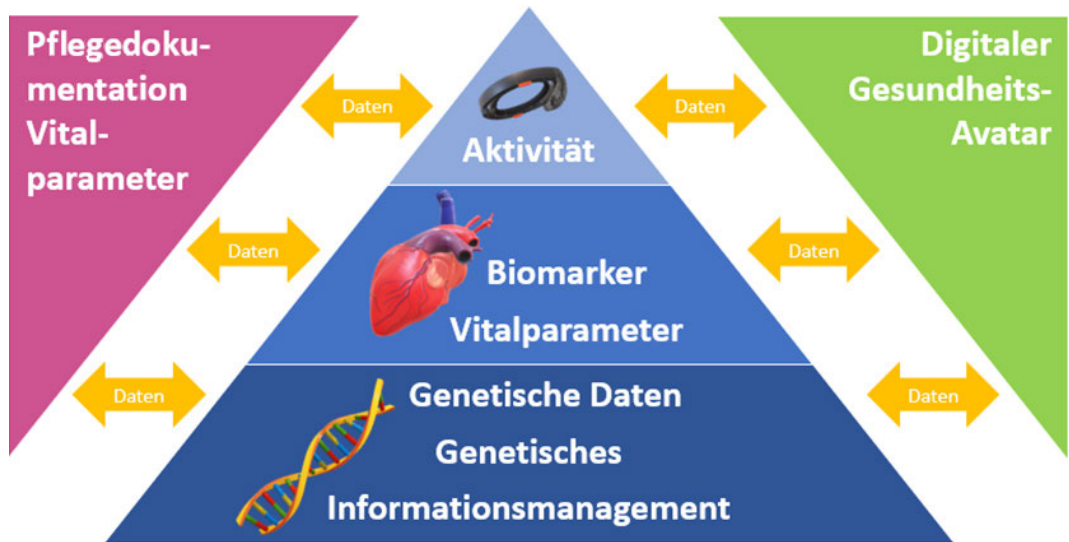 Pflegedoku-
mentation
Vital-
parameter
Digitaler
Gesundheits-
Avatar
Daten
Daten
Aktivität
Daten
Daten
Biomarker
Vitalparameter
Daten
Daten
Genetische Daten
Genetisches
Informationsmanagement